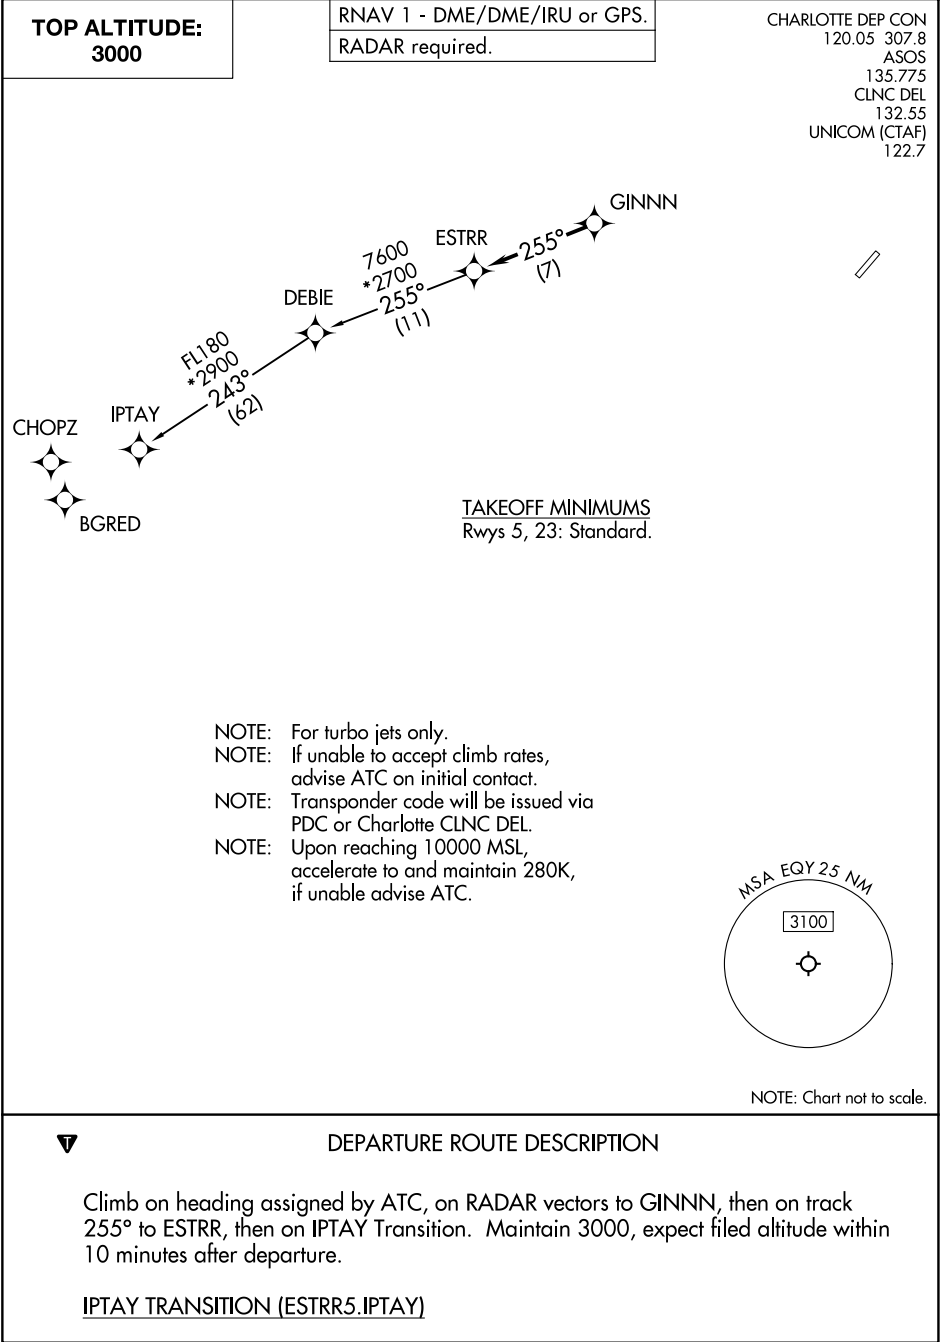 TOP ALTITUDE:
3000
RNAV 1 - DME/DME/IRU or GPS.
RADAR required.
CHARLOTTE DEP CON
120.05 307.8
ASOS
135.775
CLNC DEL
132.55
UNICOM (CTAF)
122.7
GINNN
ESTRR
255°
(7)
7600
*2700
255°
(11)
DEBIE
FL180
*2900
243°
(62)
IPTAY
CHOPZ
BGRED
TAKEOFF MINIMUMS
Rwys 5, 23: Standard.
NOTE: For turbo jets only.
NOTE: If unable to accept climb rates,
advise ATC on initial contact.
NOTE: Transponder code will be issued via
PDC or Charlotte CLNC DEL.
NOTE: Upon reaching 10000 MSL,
accelerate to and maintain 280K,
if unable advise ATC.
MSA EQY 25 NM
3100
NOTE: Chart not to scale.
T
DEPARTURE ROUTE DESCRIPTION
Climb on heading assigned by ATC, on RADAR vectors to GINNN, then on track
255° to ESTRR, then on IPTAY Transition. Maintain 3000, expect filed altitude within
10 minutes after departure.
IPTAY TRANSITION (ESTRR5.IPTAY)